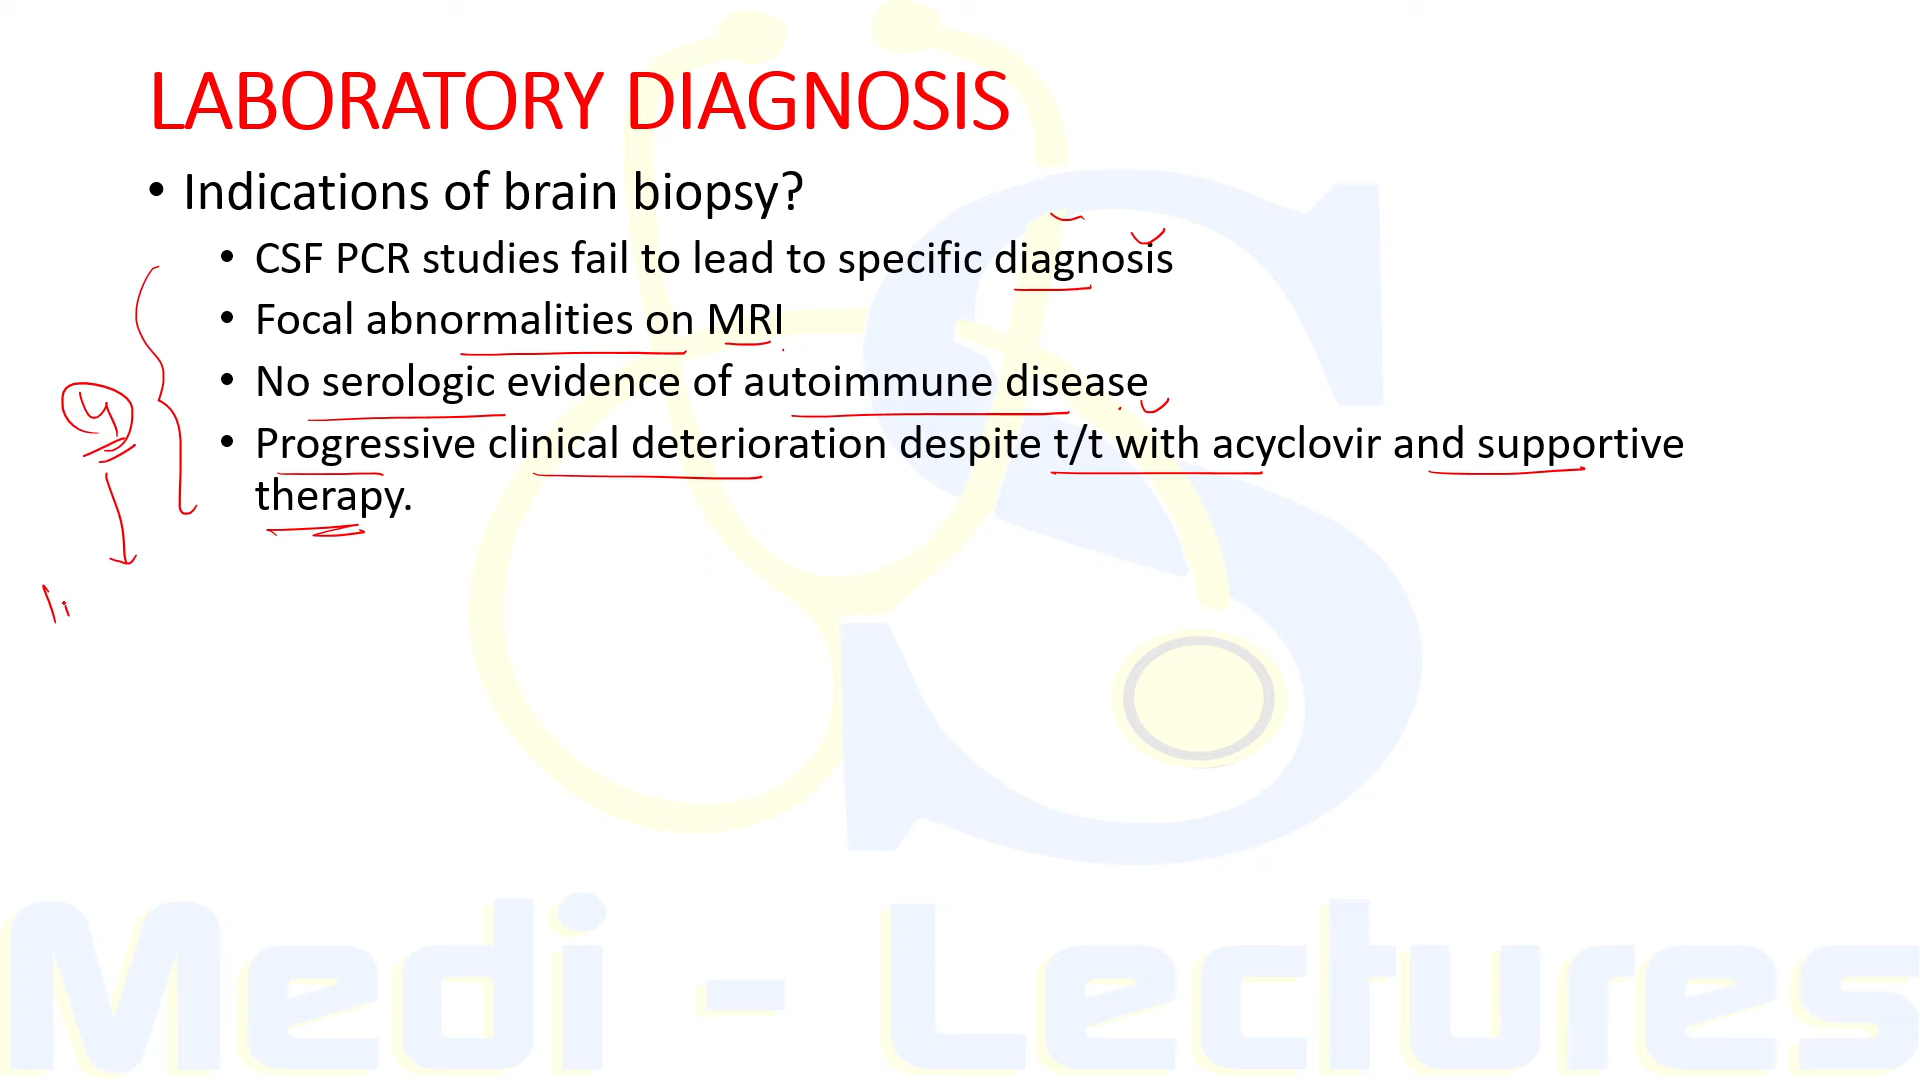 LABORATORY DIAGNOSIS
• Indications of brain biopsy?
• CSF PCR studies fail to lead to specific diagnosis
• Focal abnormalities on MRI
• No serologic evidence of autoimmune disease
• Progressive clinical deterioration despite t/t with acyclovir and supportive
therapy.
4
Medi - Lectures